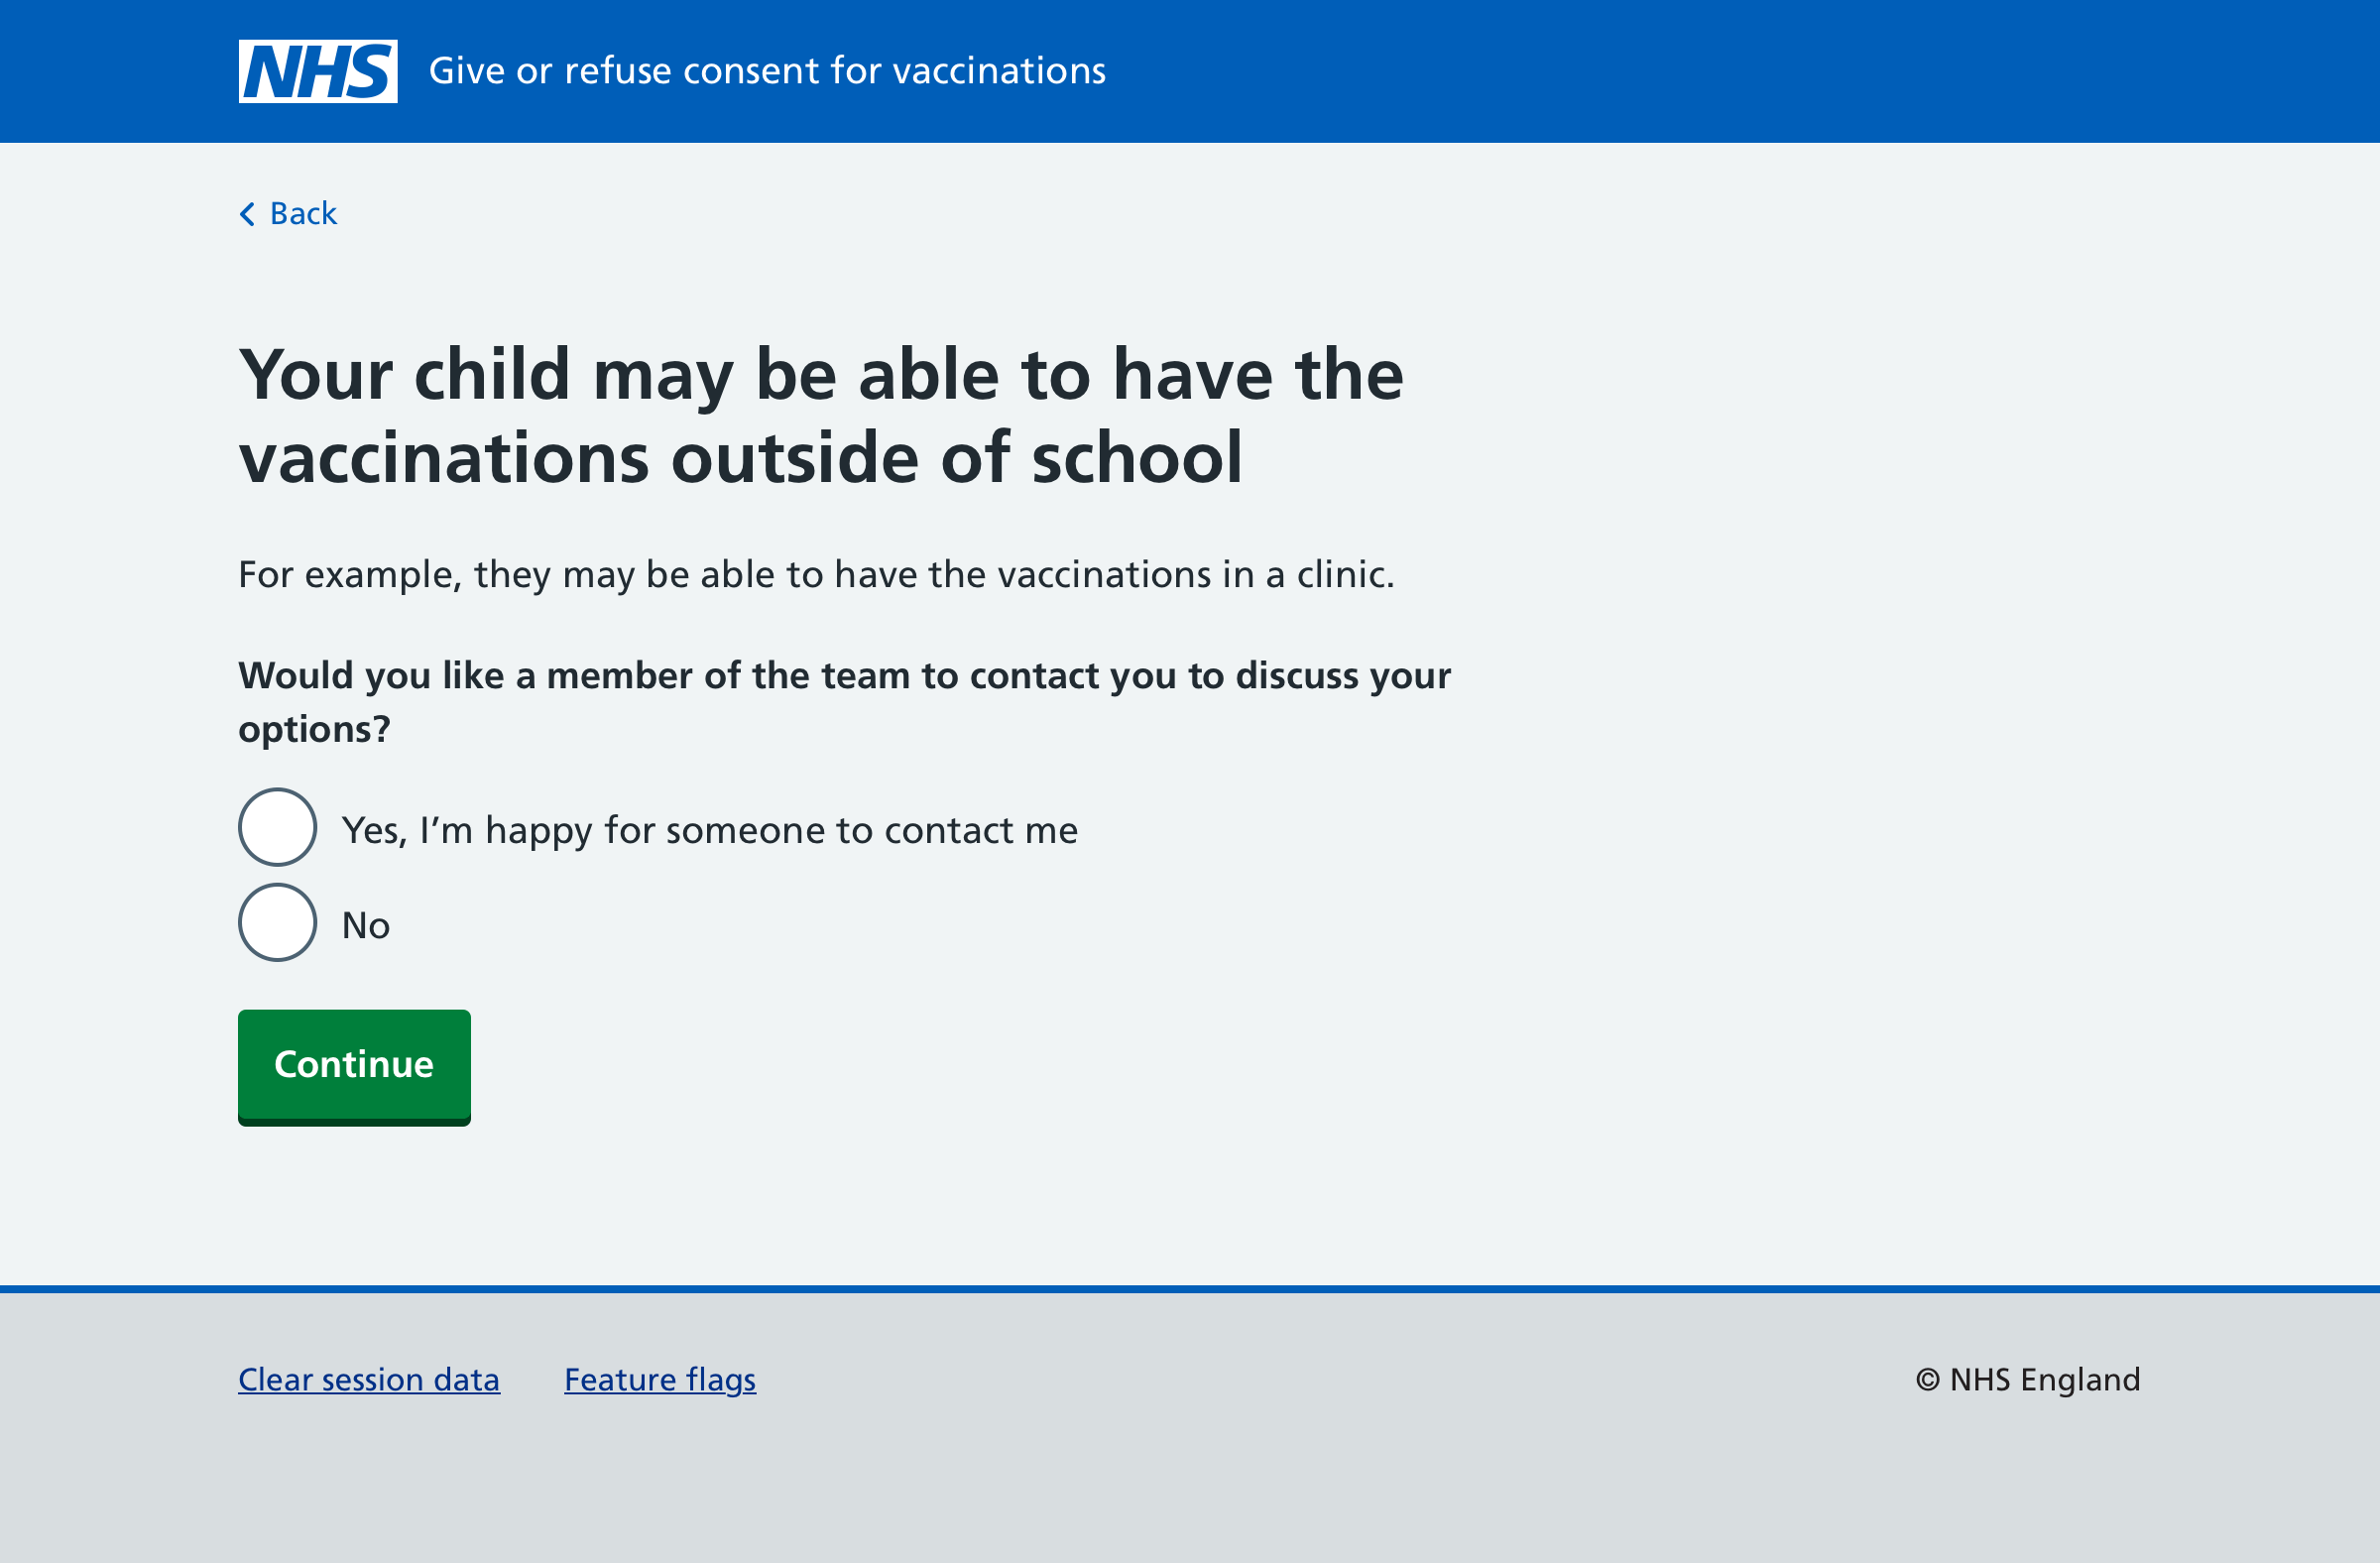 NHS Give or refuse consent for vaccinations
Back
Your child may be able to have the
vaccinations outside of school
For example, they may be able to have the vaccinations in a clinic.
Would you like a member of the team to contact you to discuss your
options?
Yes, I’m happy for someone to contact me
No
Continue
Clear session data Feature flags © NHS England